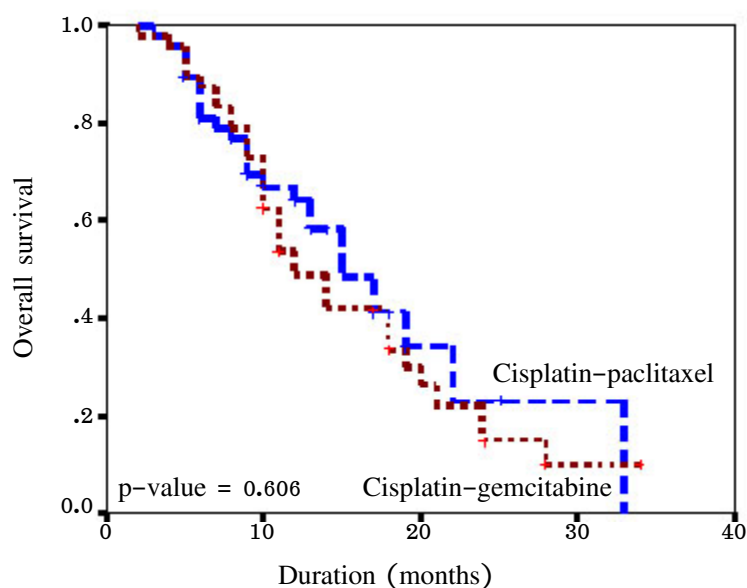 1.0
.8
.6
.4
.2
0.0
Overall survival
Cisplatin−paclitaxel
p-value = 0.606
Cisplatin−gemcitabine
0
10
20
30
40
Duration (months)